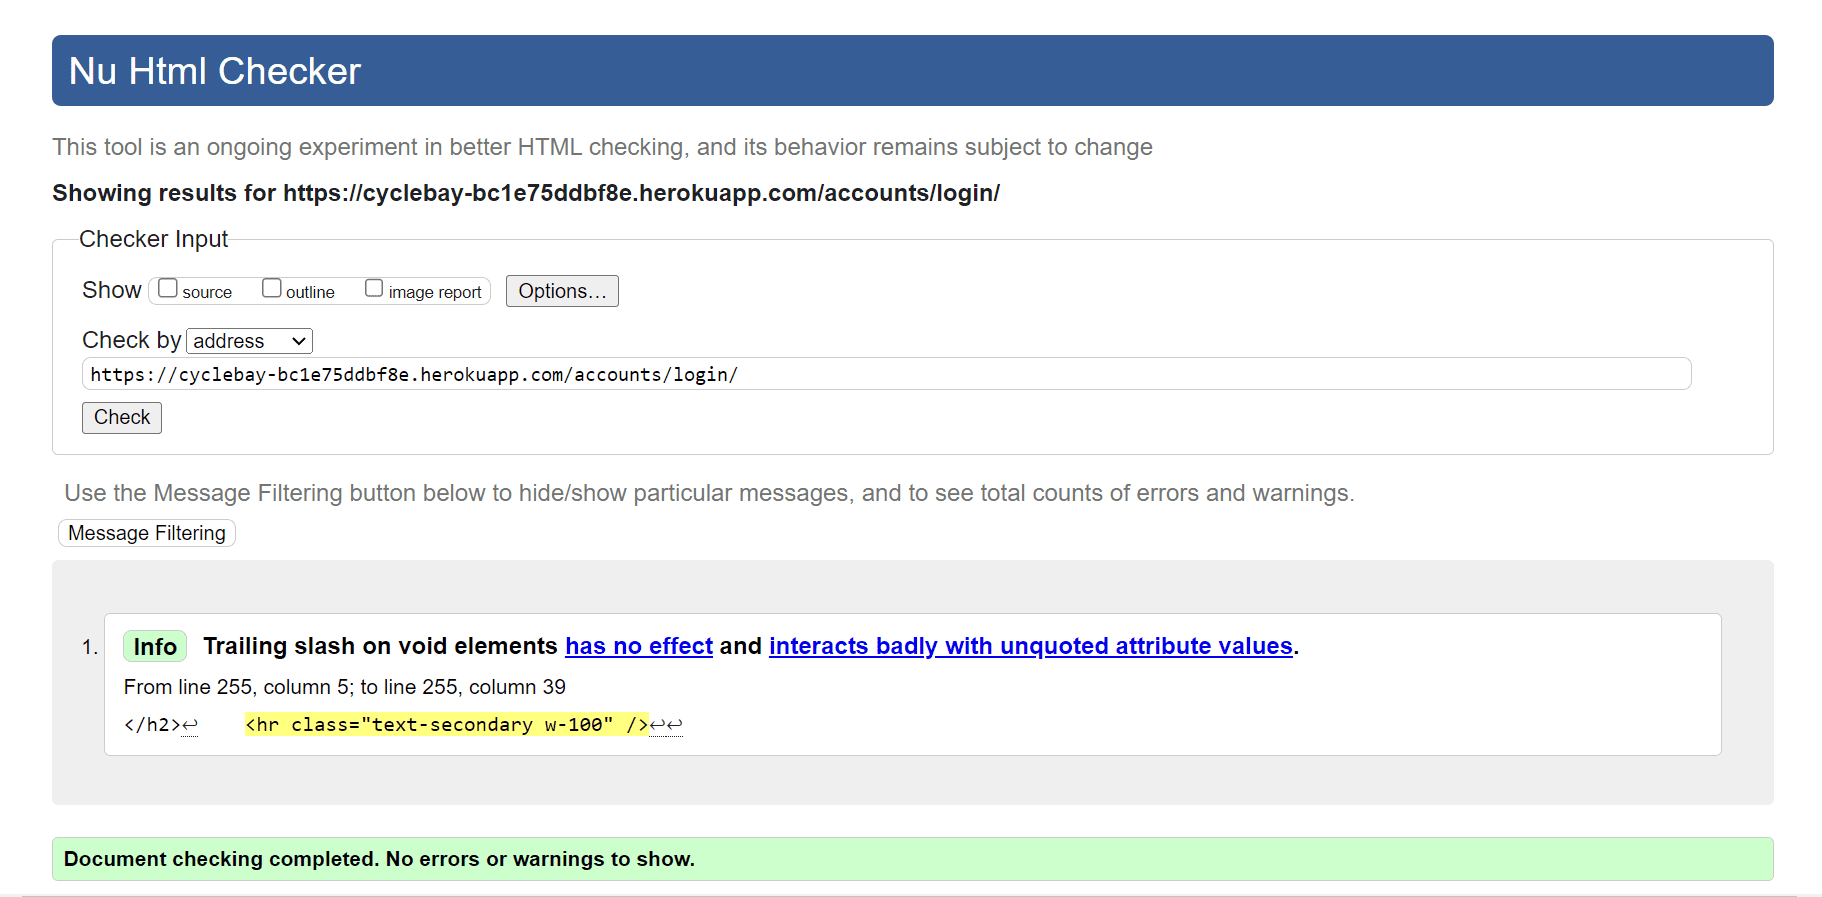 Nu Html Checker
This tool is an ongoing experiment in better HTML checking, and its behavior remains subject to change
Showing results for https://cyclebay-bc1e75ddbf8e.herokuapp.com/accounts/login/
Checker Input
Show source outline image report Options...
Check by address
https://cyclebay-bc1e75ddbf8e.herokuapp.com/accounts/login/
Check
Use the Message Filtering button below to hide/show particular messages, and to see total counts of errors and warnings.
Message Filtering
1. Info Trailing slash on void elements has no effect and interacts badly with unquoted attribute values.
From line 255, column 5; to line 255, column 39
</h2>↩ <hr class="text-secondary w-100" />↩↩
Document checking completed. No errors or warnings to show.